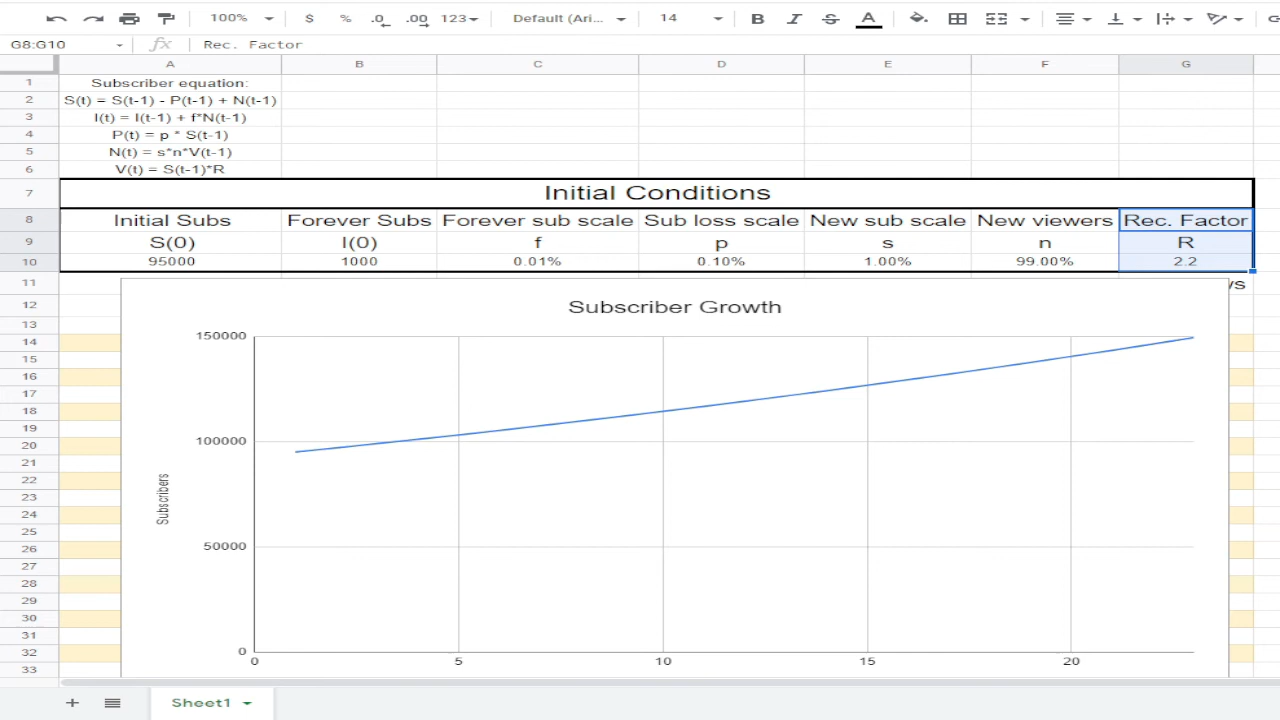 100% $ % .0 .00 123 Default (Ari... 14 B I S A
G8:G10 fx Rec. Factor
A B C D E F G
1 Subscriber equation:
2 S(t) = S(t-1) - P(t-1) + N(t-1)
3 I(t) = I(t-1) + f*N(t-1)
4 P(t) = p * S(t-1)
5 N(t) = s*n*V(t-1)
6 V(t) = S(t-1)*R
7 Initial Conditions
8 Initial Subs Forever Subs Forever sub scale Sub loss scale New sub scale New viewers Rec. Factor
9 S(0) I(0) f p s n R
10 95000 1000 0.01% 0.10% 1.00% 99.00% 2.2
11
12 Subscriber Growth
13
14 150000
15
16
17
18
19
20 100000
21
22
23 Subscribers
24
25
26 50000
27
28
29
30
31
32 0
33 0 5 10 15 20
+ Sheet1